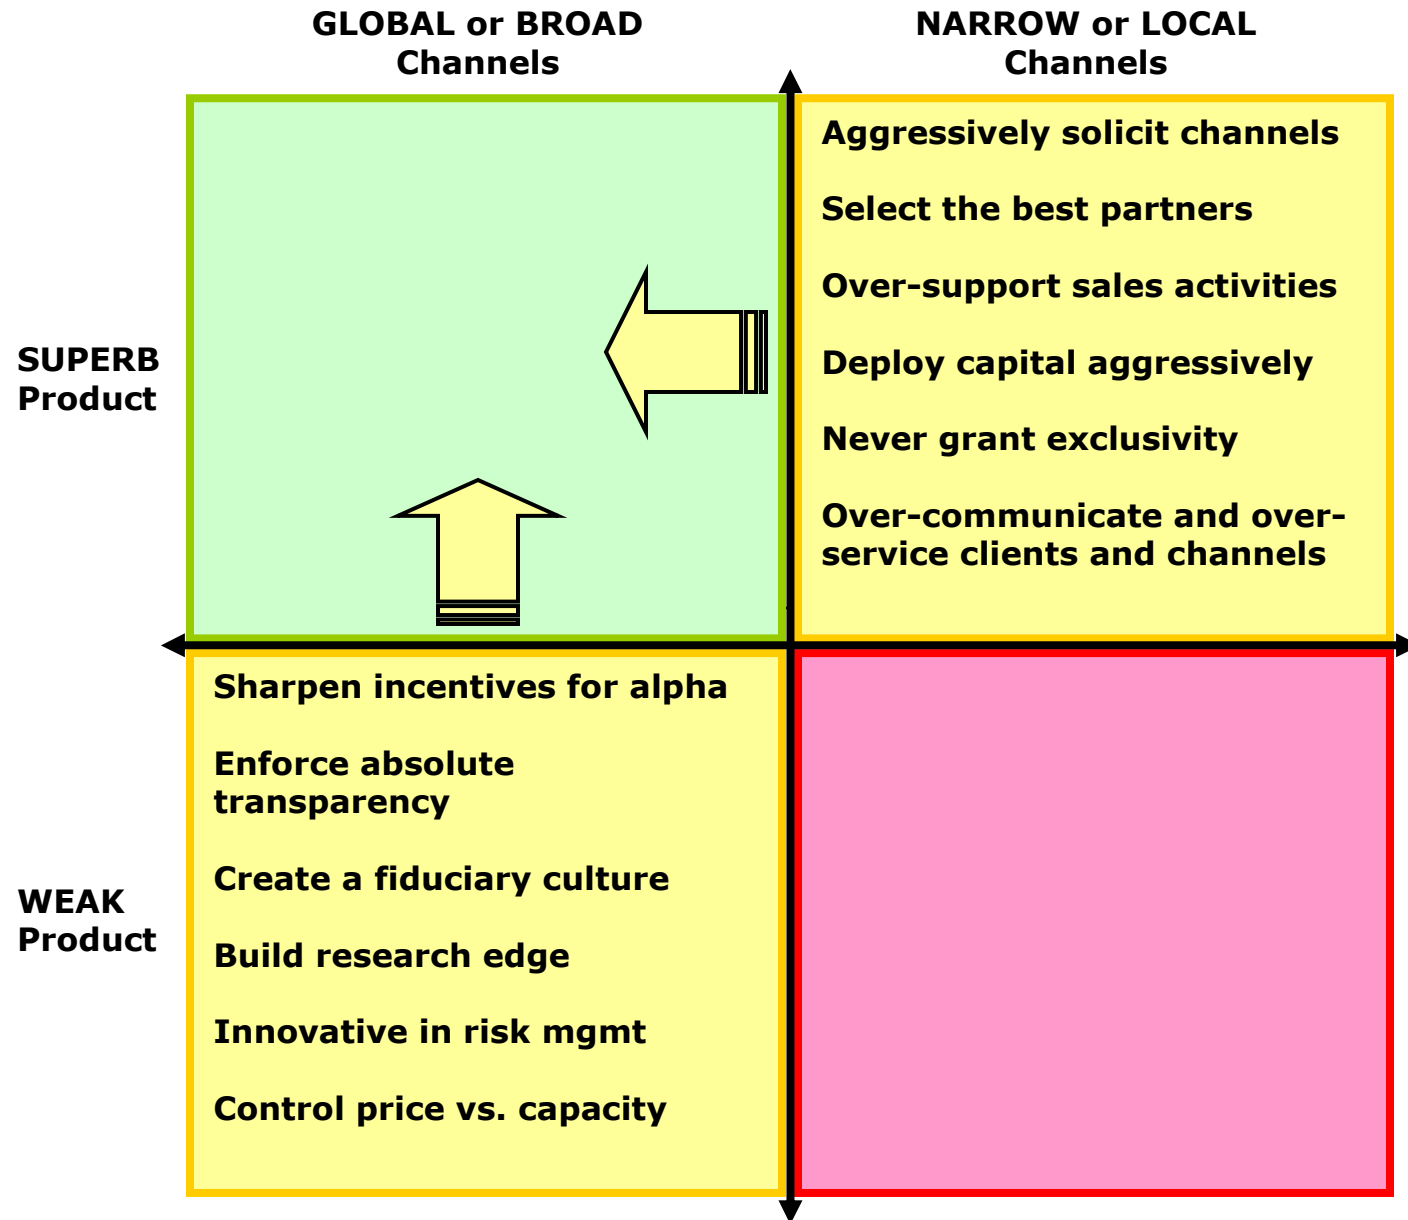 GLOBAL or BROAD
Channels
NARROW or LOCAL
Channels
SUPERB
Product
Aggressively solicit channels
Select the best partners
Over-support sales activities
Deploy capital aggressively
Never grant exclusivity
Over-communicate and over-
service clients and channels
WEAK
Product
Sharpen incentives for alpha
Enforce absolute
transparency
Create a fiduciary culture
Build research edge
Innovative in risk mgmt
Control price vs. capacity